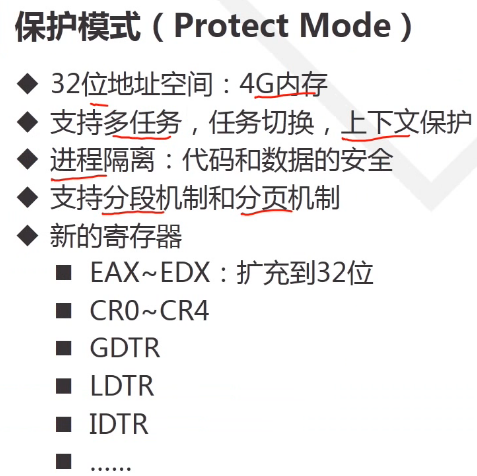 保护模式（Protect Mode）
◆ 32位地址空间：4G内存
◆ 支持多任务，任务切换，上下文保护
◆ 进程隔离：代码和数据的安全
◆ 支持分段机制和分页机制
◆ 新的寄存器
■ EAX~EDX：扩充到32位
■ CR0~CR4
■ GDTR
■ LDTR
■ IDTR
■ ……